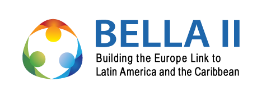 BELLA II
Building the Europe Link to
Latin America and the Caribbean